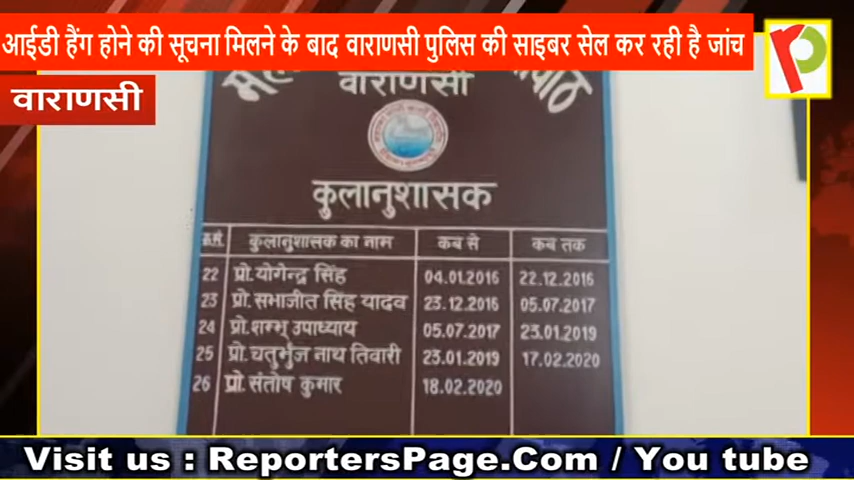 आईडी हैंग होने की सूचना मिलने के बाद वाराणसी पुलिस की साइबर सेल कर रही है जांच
वाराणसी
वाराणसी
कुलानुशासक
क्र.सं. कुलानुशासक का नाम कब से कब तक
22 प्रो. योगेन्द्र सिंह 04.01.2016 22.12.2016
23 प्रो. सभाजीत सिंह यादव 23.12.2016 05.07.2017
24 प्रो. शम्भू उपाध्याय 05.07.2017 23.01.2019
25 प्रो. चतुर्भुज नाथ तिवारी 23.01.2019 17.02.2020
26 प्रो. संतोष कुमार 18.02.2020
Visit us : ReportersPage.Com / You tube